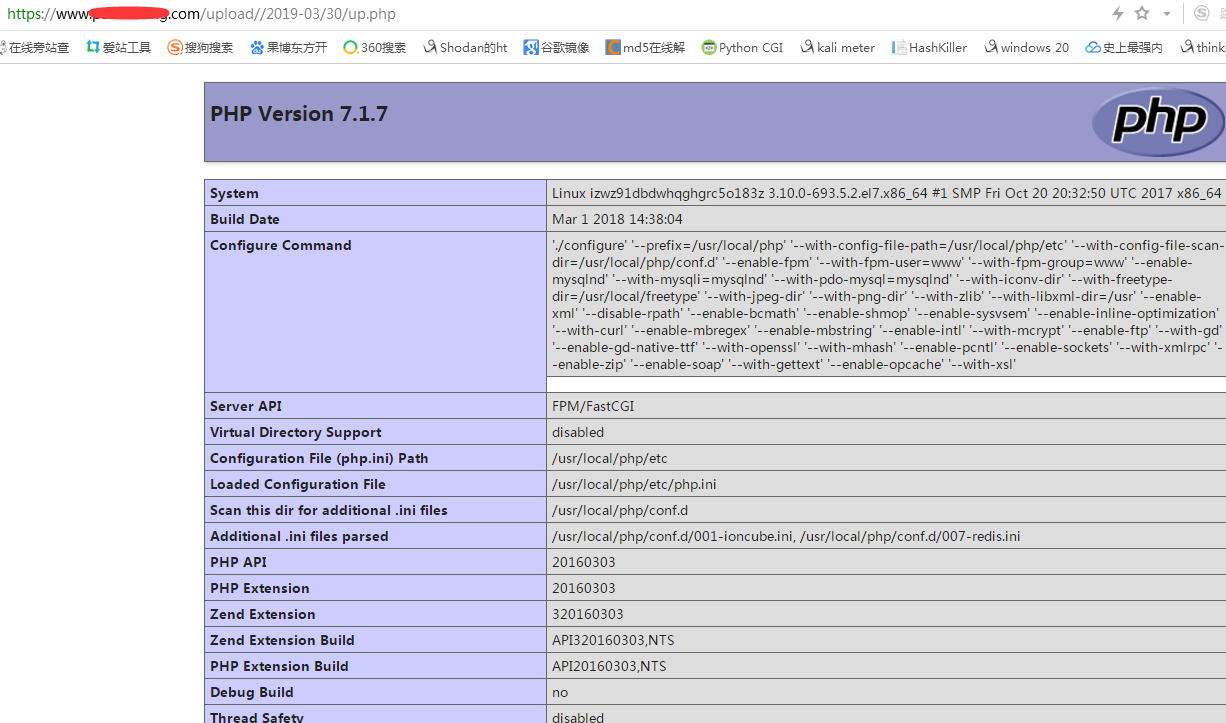 https://www.p.com/upload//2019-03/30/up.php
在线旁站查 爱站工具 搜狗搜索 果博东方开 360搜索 Shodan的ht 谷歌镜像 md5在线解 Python CGI kali meter HashKiller windows 20 史上最强内 think
PHP Version 7.1.7
php
System Linux izwz91dbdwhqghgrc5o183z 3.10.0-693.5.2.el7.x86_64 #1 SMP Fri Oct 20 20:32:50 UTC 2017 x86_64
Build Date Mar 1 2018 14:38:04
Configure Command './configure' '--prefix=/usr/local/php' '--with-config-file-path=/usr/local/php/etc' '--with-config-file-scan-
dir=/usr/local/php/conf.d' '--enable-fpm' '--with-fpm-user=www' '--with-fpm-group=www' '--enable-
mysqlnd' '--with-mysqli=mysqlnd' '--with-pdo-mysql=mysqlnd' '--with-iconv-dir' '--with-freetype-
dir=/usr/local/freetype' '--with-jpeg-dir' '--with-png-dir' '--with-zlib' '--with-libxml-dir=/usr' '--enable-
xml' '--disable-rpath' '--enable-bcmath' '--enable-shmop' '--enable-sysvsem' '--enable-inline-optimization'
'--with-curl' '--enable-mbregex' '--enable-mbstring' '--enable-intl' '--with-mcrypt' '--enable-ftp' '--with-gd'
'--enable-gd-native-ttf' '--with-openssl' '--with-mhash' '--enable-pcntl' '--enable-sockets' '--with-xmlrpc' '-
-enable-zip' '--enable-soap' '--with-gettext' '--enable-opcache' '--with-xsl'
Server API FPM/FastCGI
Virtual Directory Support disabled
Configuration File (php.ini) Path /usr/local/php/etc
Loaded Configuration File /usr/local/php/etc/php.ini
Scan this dir for additional .ini files /usr/local/php/conf.d
Additional .ini files parsed /usr/local/php/conf.d/001-ioncube.ini, /usr/local/php/conf.d/007-redis.ini
PHP API 20160303
PHP Extension 20160303
Zend Extension 320160303
Zend Extension Build API320160303,NTS
PHP Extension Build API20160303,NTS
Debug Build no
Thread Safety disabled